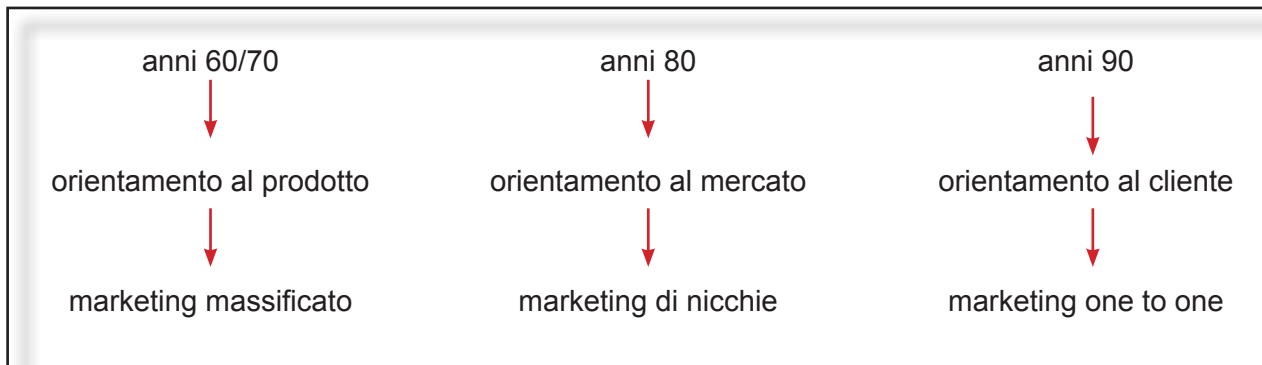 anni 60/70
anni 80
anni 90
orientamento al prodotto
orientamento al mercato
orientamento al cliente
marketing massificato
marketing di nicchie
marketing one to one